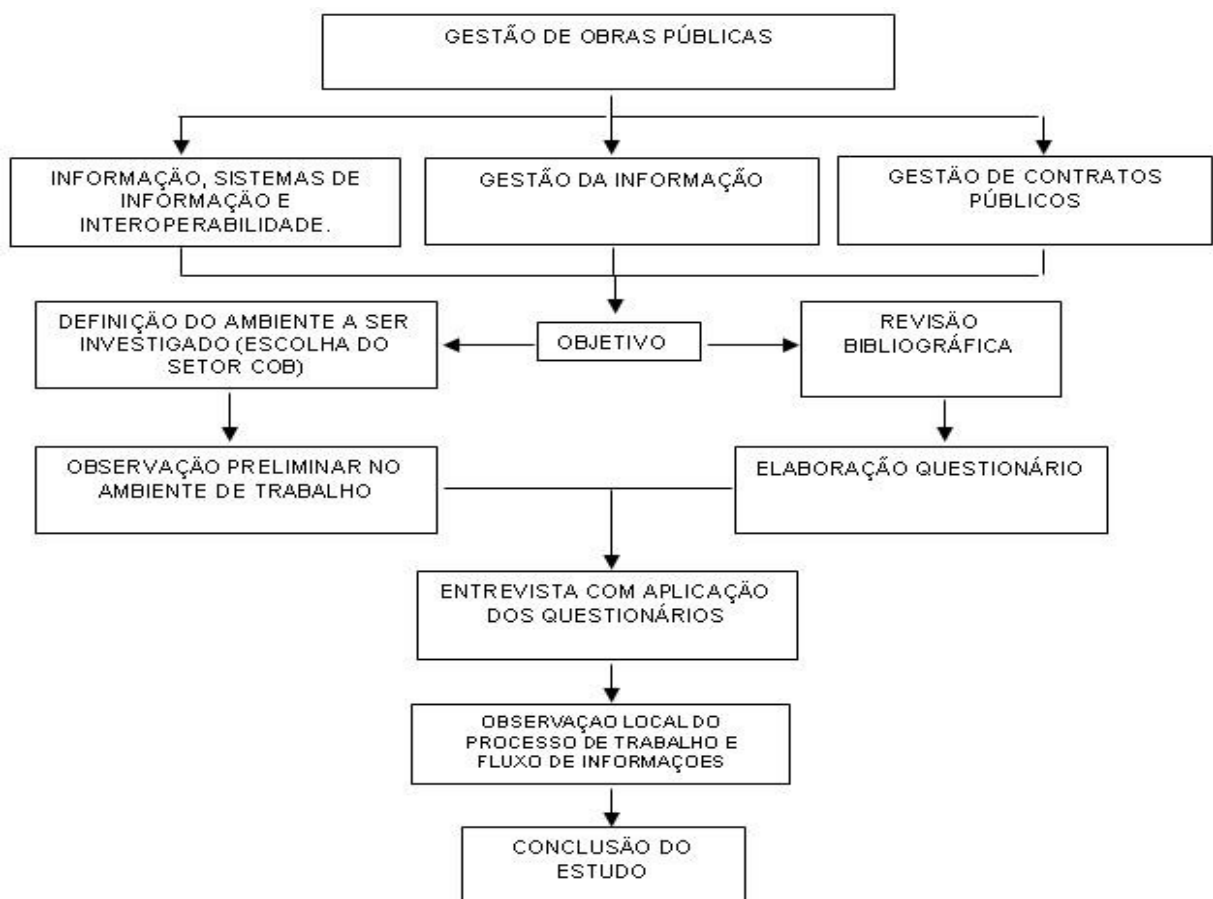 GESTÃO DE OBRAS PÚBLICAS
INFORMAÇÃO, SISTEMAS DE
INFORMAÇÃO E
INTEROPERABILIDADE.
GESTÃO DA INFORMAÇÃO
GESTÃO DE CONTRATOS
PÚBLICOS
DEFINIÇÃO DO AMBIENTE A SER
INVESTIGADO (ESCOLHA DO
SETOR COB)
OBJETIVO
REVISÃO
BIBLIOGRÁFICA
OBSERVAÇÃO PRELIMINAR NO
AMBIENTE DE TRABALHO
ELABORAÇÃO QUESTIONÁRIO
ENTREVISTA COM APLICAÇÃO
DOS QUESTIONÁRIOS
OBSERVAÇAO LOCAL DO
PROCESSO DE TRABALHO E
FLUXO DE INFORMAÇOES
CONCLUSÃO DO
ESTUDO